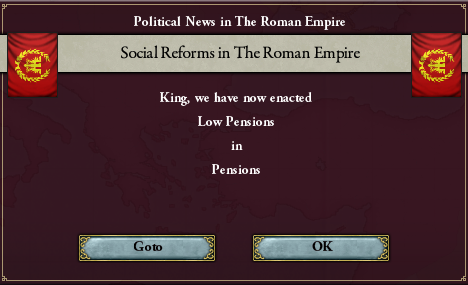 Political News in The Roman Empire
Social Reforms in The Roman Empire
King, we have now enacted
Low Pensions
in
Pensions
Goto
OK